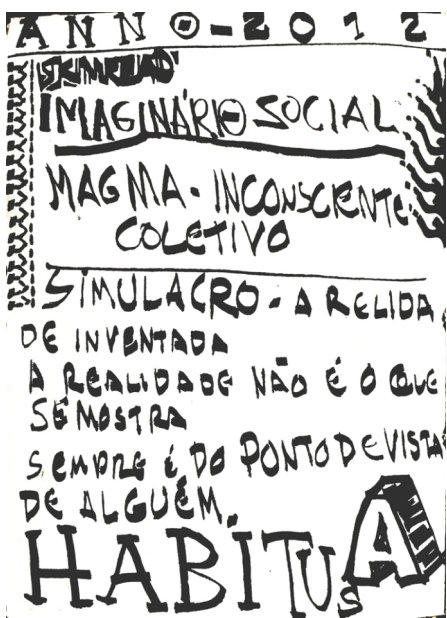 ANNO-2012
IMAGINÁRIO SOCIAL
MAGMA - INCONSCIENTE
COLETIVO
SIMULACRO - A RELIDA
DE INVENTADA
A REALIDADE NÃO É O QUE
SE MOSTRA
SEMPRE É DO PONTO DE VISTA
DE ALGUÉM.
HABITUS
A